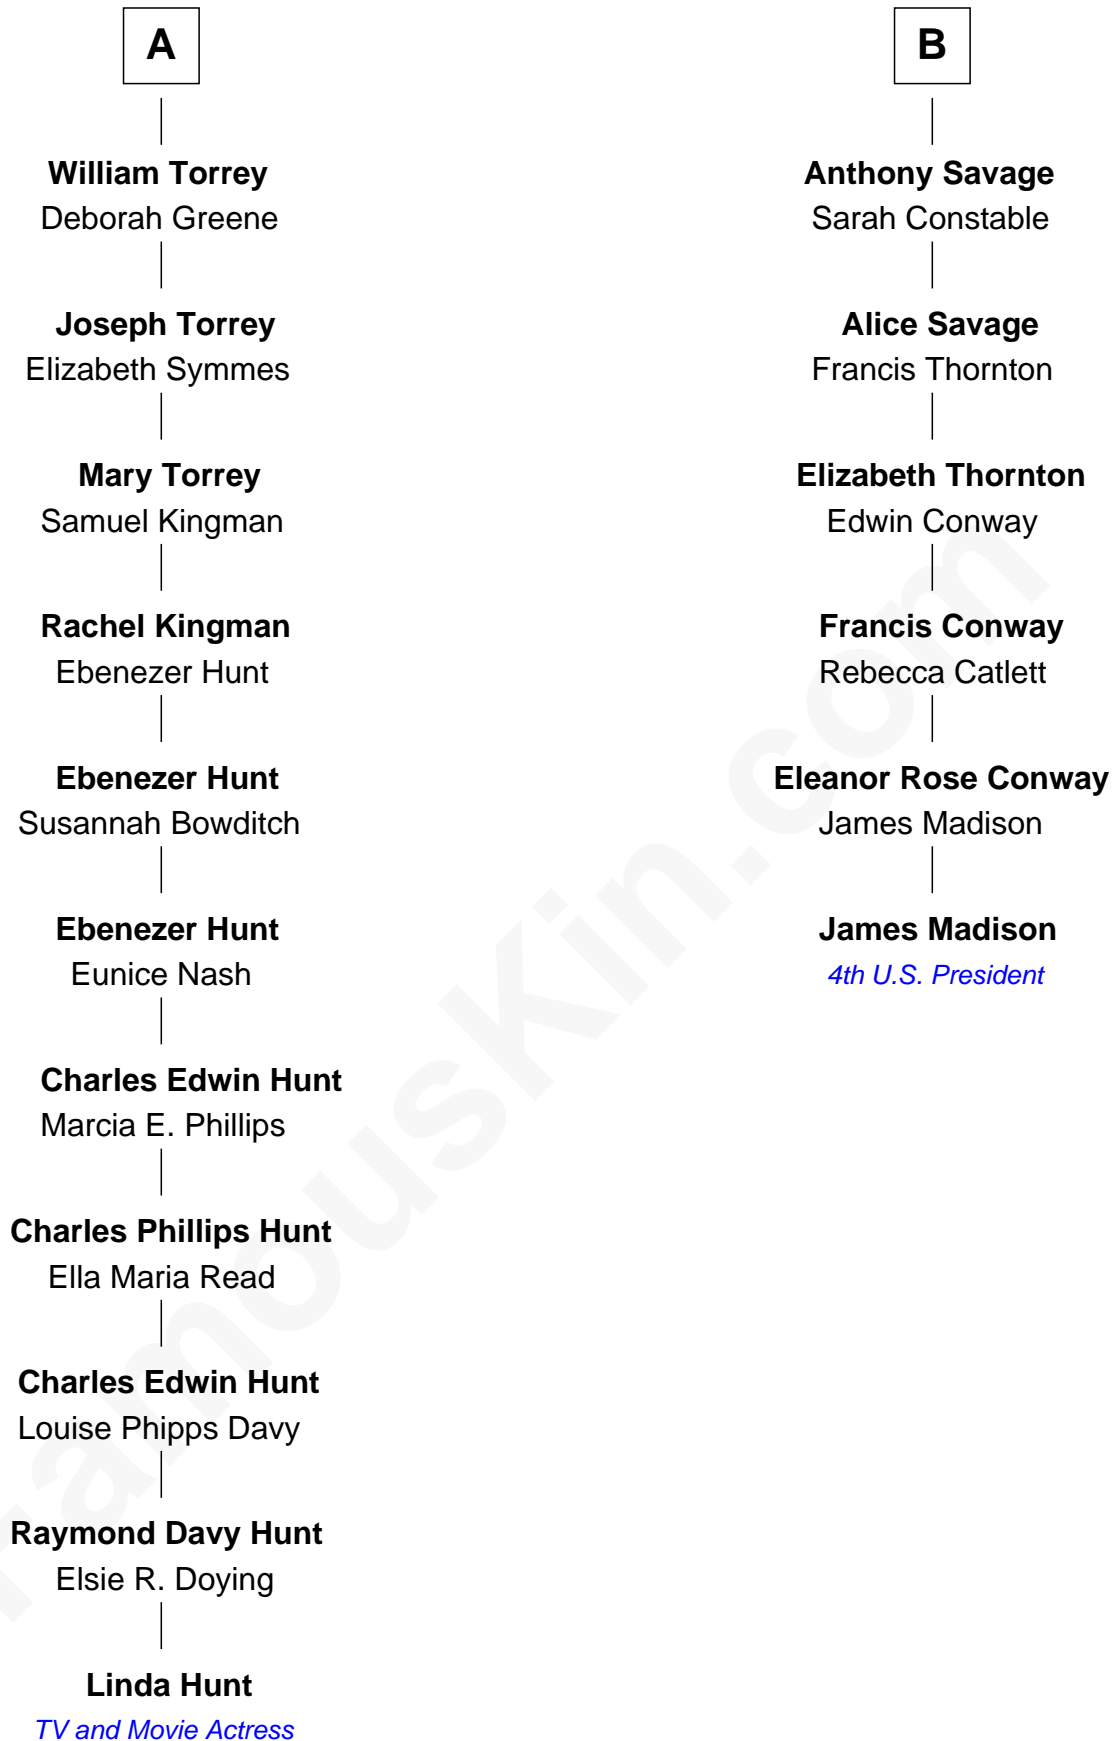 A
William Torrey
Deborah Greene
Joseph Torrey
Elizabeth Symmes
Mary Torrey
Samuel Kingman
Rachel Kingman
Ebenezer Hunt
Ebenezer Hunt
Susannah Bowditch
Ebenezer Hunt
Eunice Nash
Charles Edwin Hunt
Marcia E. Phillips
Charles Phillips Hunt
Ella Maria Read
Charles Edwin Hunt
Louise Phipps Davy
Raymond Davy Hunt
Elsie R. Doying
Linda Hunt
TV and Movie Actress
B
Anthony Savage
Sarah Constable
Alice Savage
Francis Thornton
Elizabeth Thornton
Edwin Conway
Francis Conway
Rebecca Catlett
Eleanor Rose Conway
James Madison
James Madison
4th U.S. President
FamousKin.com